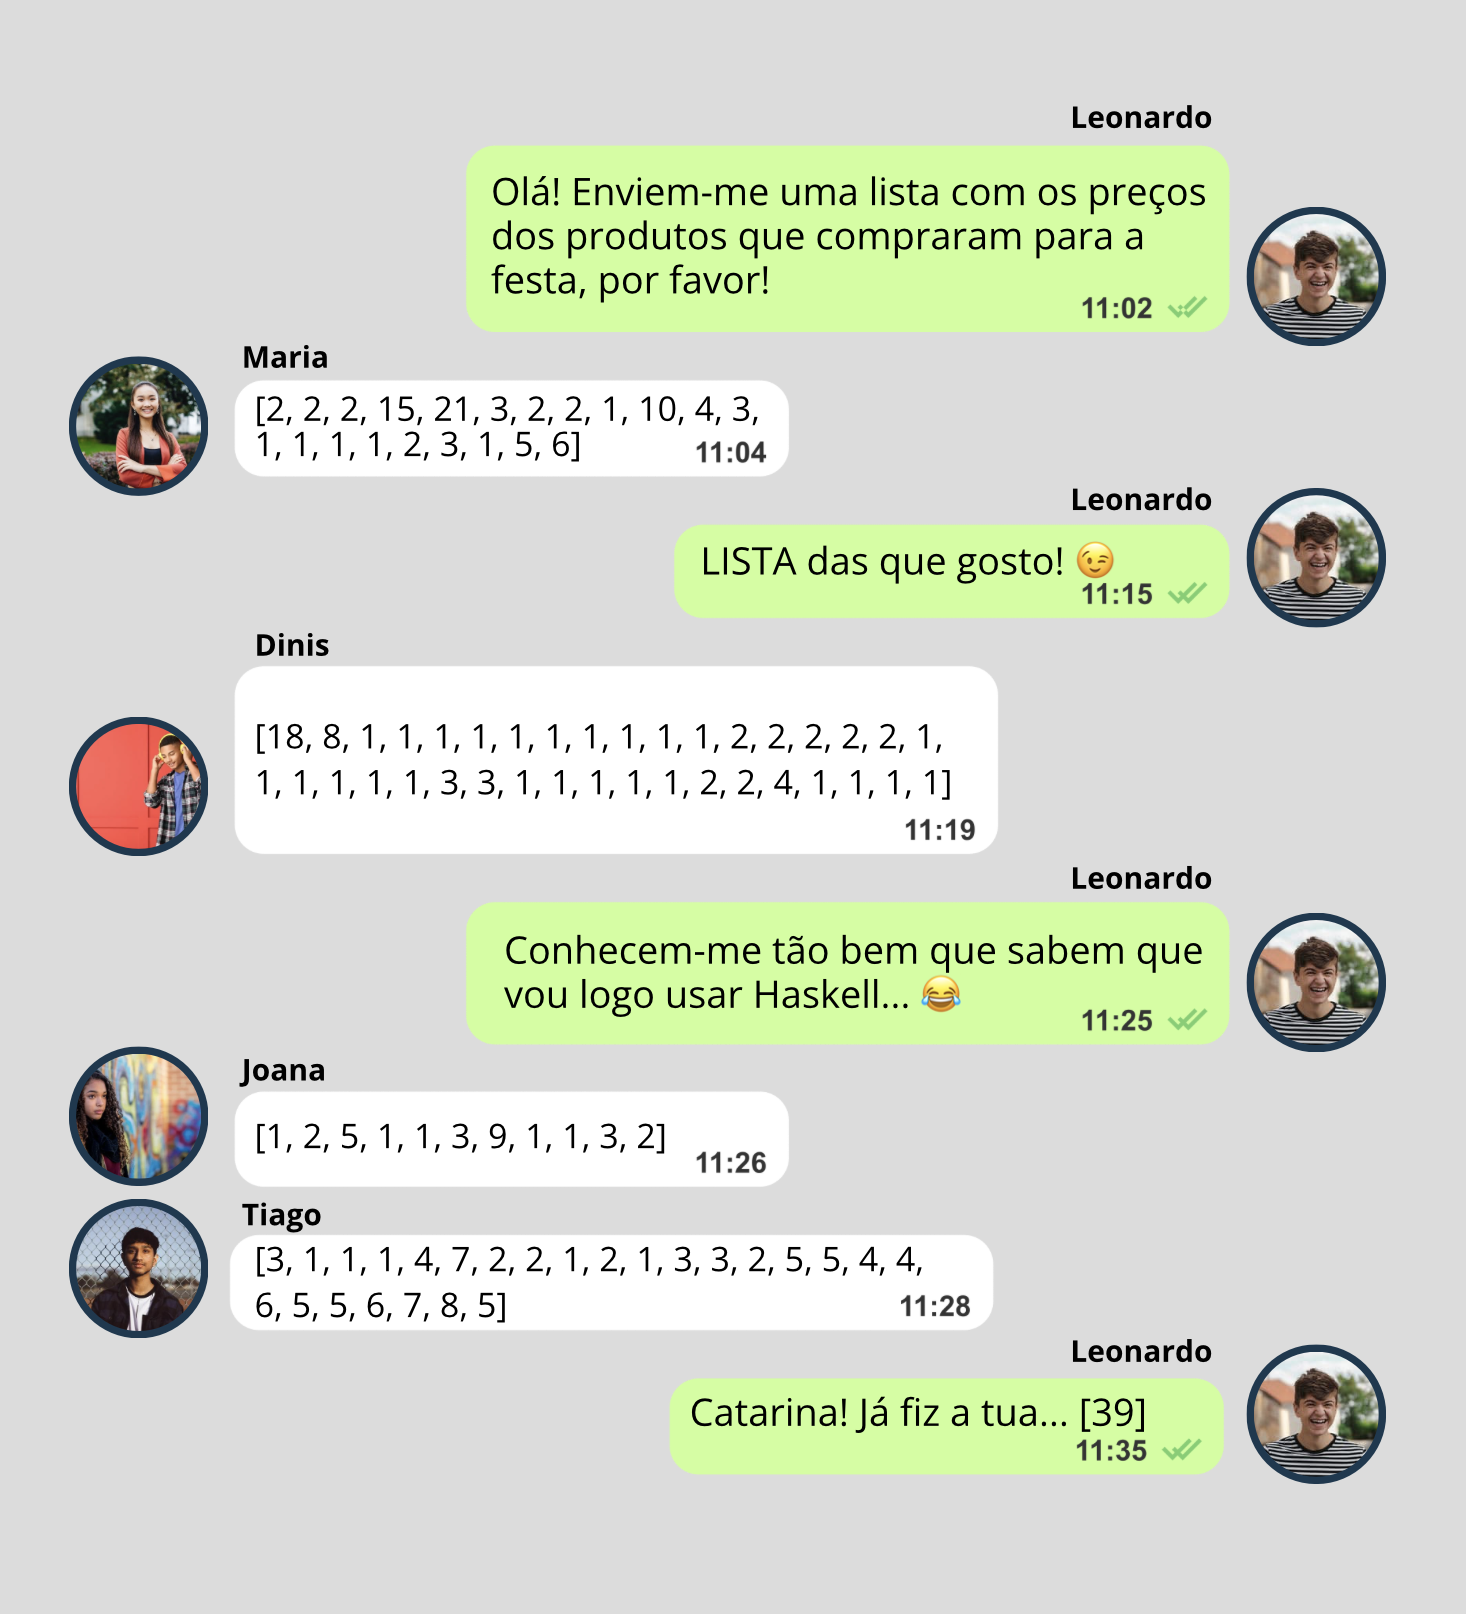 Leonardo
Olá! Enviem-me uma lista com os preços
dos produtos que compraram para a
festa, por favor!
11:02
Maria
[2, 2, 2, 15, 21, 3, 2, 2, 1, 10, 4, 3,
1, 1, 1, 1, 2, 3, 1, 5, 6]
11:04
Leonardo
LISTA das que gosto! 😉
11:15
Dinis
[18, 8, 1, 1, 1, 1, 1, 1, 1, 1, 1, 1, 2, 2, 2, 2, 2, 1,
1, 1, 1, 1, 1, 3, 3, 1, 1, 1, 1, 1, 2, 2, 4, 1, 1, 1, 1]
11:19
Leonardo
Conhecem-me tão bem que sabem que
vou logo usar Haskell... 😂
11:25
Joana
[1, 2, 5, 1, 1, 3, 9, 1, 1, 3, 2]
11:26
Tiago
[3, 1, 1, 1, 4, 7, 2, 2, 1, 2, 1, 3, 3, 2, 5, 5, 4, 4,
6, 5, 5, 6, 7, 8, 5]
11:28
Leonardo
Catarina! Já fiz a tua... [39]
11:35